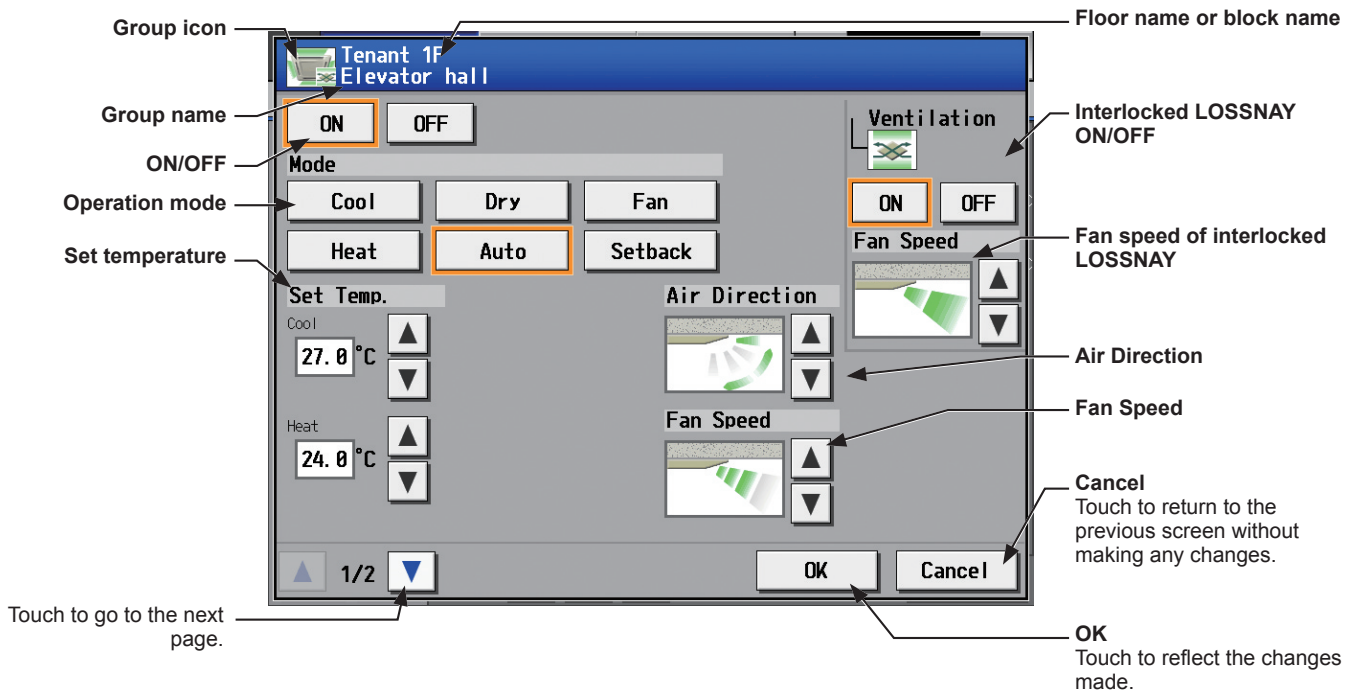 Group icon
Floor name or block name
Tenant 1F
Elevator hall
Group name
ON
OFF
Ventilation
Interlocked LOSSNAY
ON/OFF
ON/OFF
Mode
Operation mode
Cool
Dry
Fan
ON
OFF
Set temperature
Heat
Auto
Setback
Fan Speed
Fan speed of interlocked
LOSSNAY
Set Temp.
Air Direction
Cool
27.0°C
Air Direction
Fan Speed
Fan Speed
Heat
24.0°C
Cancel
Touch to return to the
previous screen without
making any changes.
1/2
OK
Cancel
Touch to go to the next
page.
OK
Touch to reflect the changes
made.